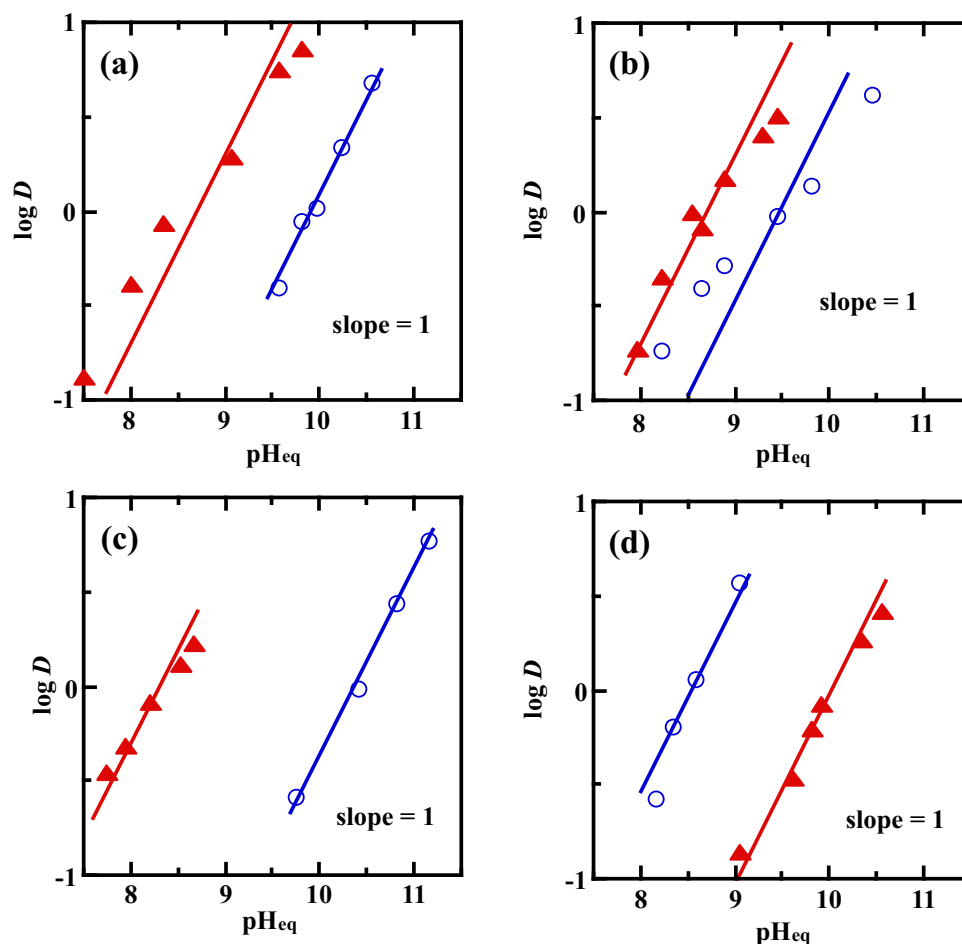 (a)
1
0
-1
log D
8 9 10 11
pHeq
slope = 1
(b)
1
0
-1
log D
8 9 10 11
pHeq
slope = 1
(c)
1
0
-1
log D
8 9 10 11
pHeq
slope = 1
(d)
1
0
-1
log D
8 9 10 11
pHeq
slope = 1